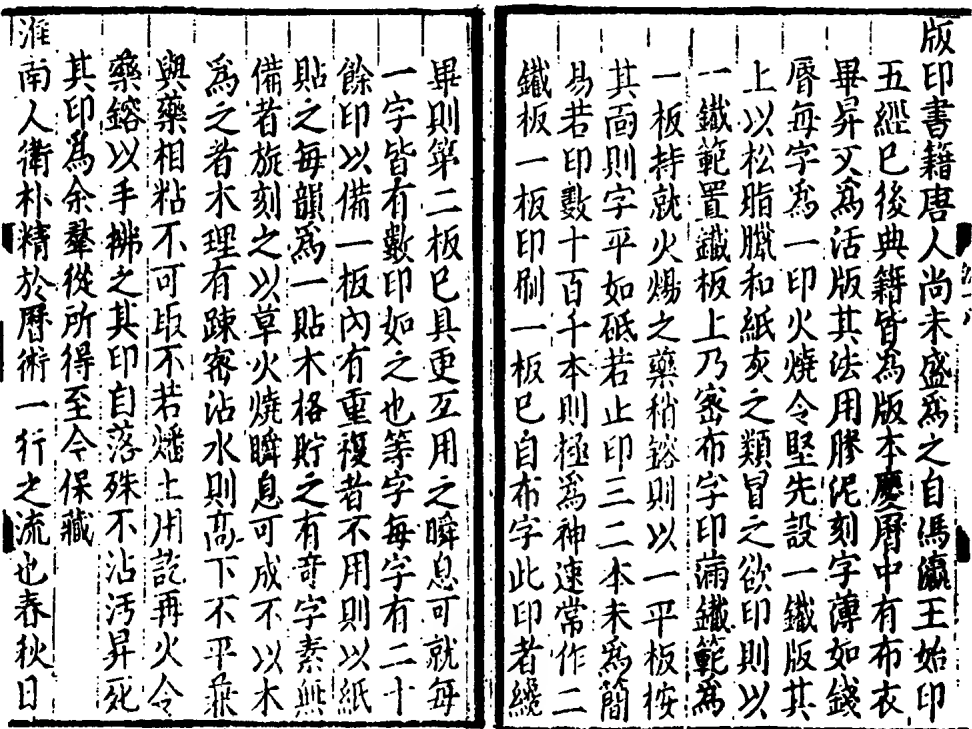 版印書籍唐人尚未盛為之自馮瀛王始印
五經已後典籍皆為版本慶曆中有布衣
畢昇又為活版其法用膠泥刻字薄如錢
脣每字為一印火燒令堅先設一鐵版其
上以松脂臘和紙灰之類冒之欲印則以
一鐵範置鐵板上乃密布字印滿鐵範為
一板持就火煬之藥稍鎔則以一平板按
其面則字平如砥若止印三二本未為簡
易若印數十百千本則極為神速常作二
鐵板一板印刷一板已自布字此印者纔
畢則第二板已具更互用之瞬息可就每
一字皆有數印如之也等字每字有二十
餘印以備一板內有重複者不用則以紙
貼之每韻為一貼木格貯之有奇字素無
備者旋刻之以草火燒瞬息可成不以木
為之者木理有踈密沾水則高下不平兼
與藥相粘不可取不若燔土用訖再火令
藥鎔以手拂之其印自落殊不沾汚昇死
其印為余羣從所得至今保藏
淮南人衛朴精於曆術一行之流也春秋日